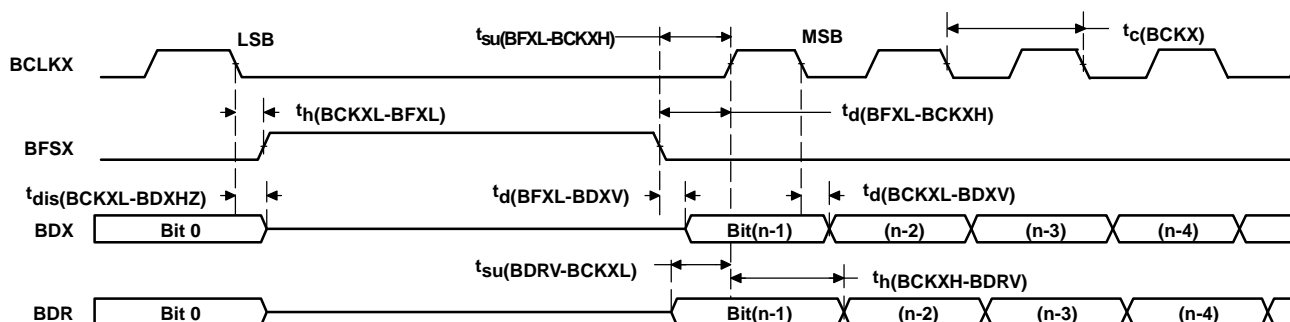 LSB
tsu(BFXL-BCKXH)
MSB
tc(BCKX)
BCLKX
th(BCKXL-BFXL)
td(BFXL-BCKXH)
BFSX
tdis(BCKXL-BDXHZ)
td(BFXL-BDXV)
td(BCKXL-BDXV)
BDX
Bit 0
Bit(n-1)
(n-2)
(n-3)
(n-4)
tsu(BDRV-BCKXL)
th(BCKXH-BDRV)
BDR
Bit 0
Bit(n-1)
(n-2)
(n-3)
(n-4)